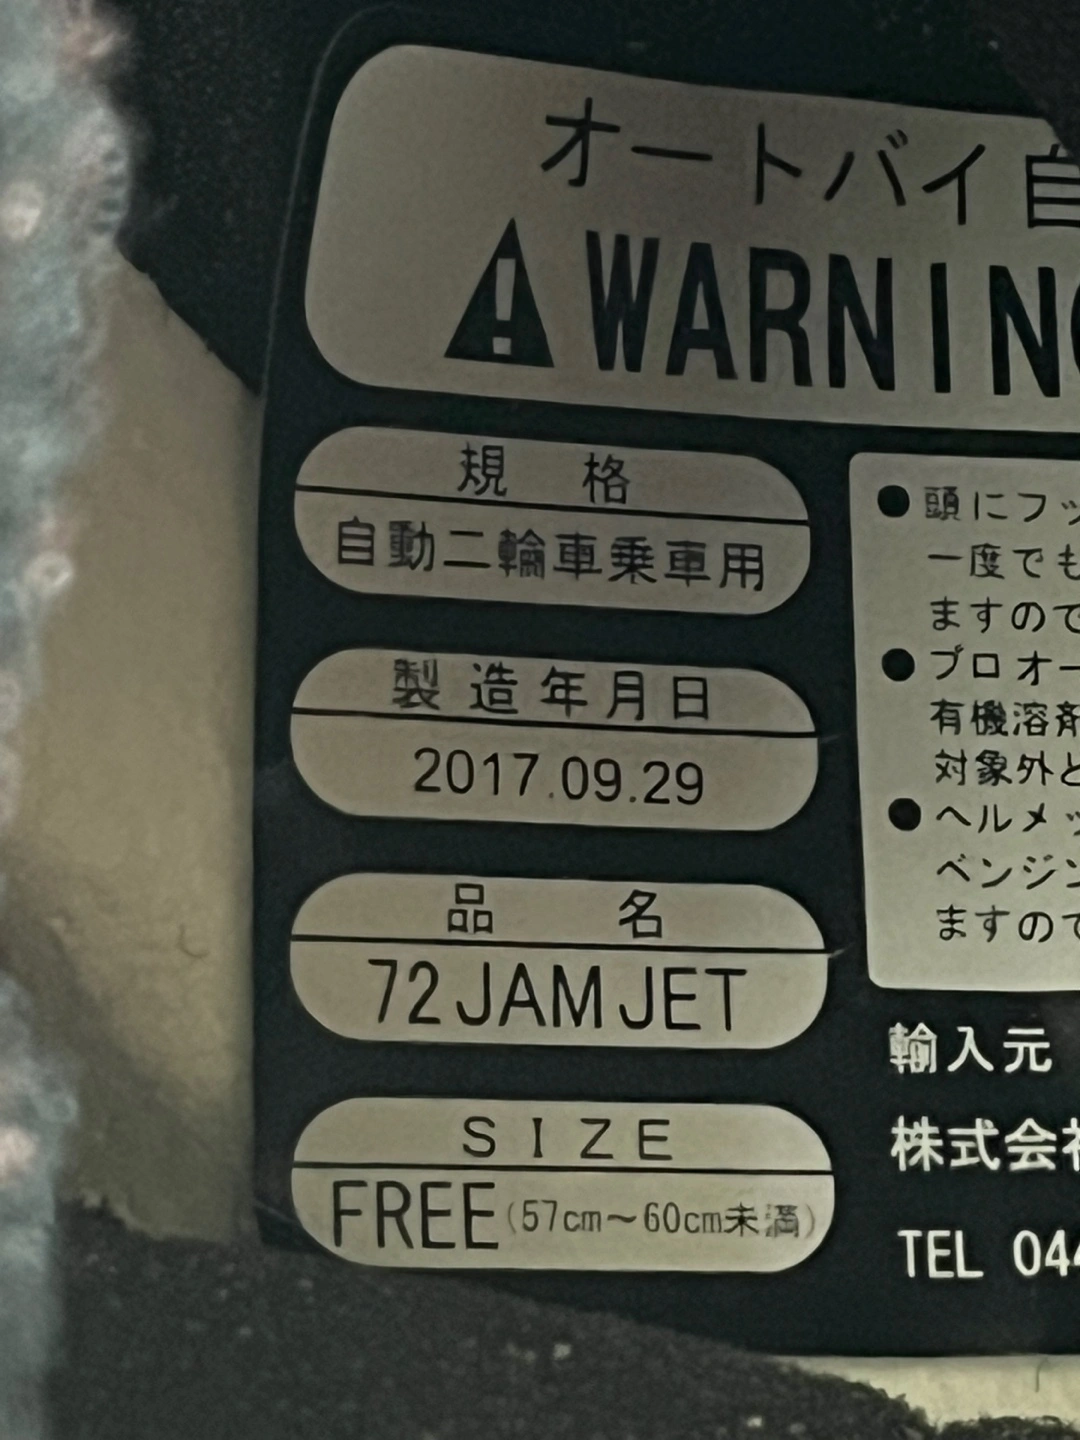 オートバイ自
WARNING
規 格
自動二輪車乗車用
製造年月日
2017.09.29
品 名
72JAMJET
SIZE
FREE(57cm~60cm未満)
●頭にフッ
一度でも
ますので
●プロオー
有機溶剤
対象外と
●ヘルメッ
ベンジン
ますので
輸入元
株式会社
TEL 044